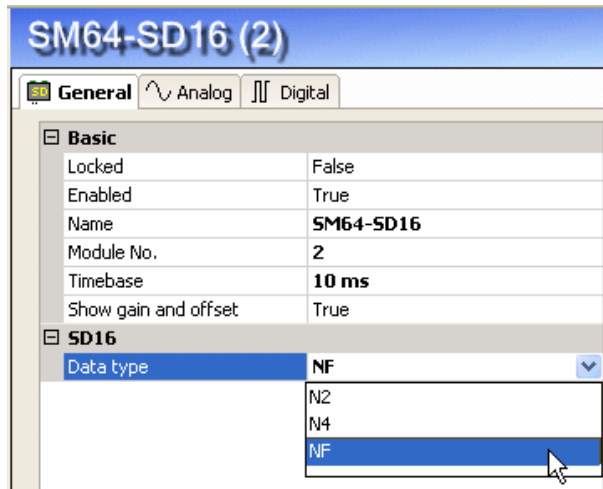 SM64-SD16 (2)
SD General Analog Digital
Basic
Locked False
Enabled True
Name SM64-SD16
Module No. 2
Timebase 10 ms
Show gain and offset True
SD16
Data type NF
N2
N4
NF